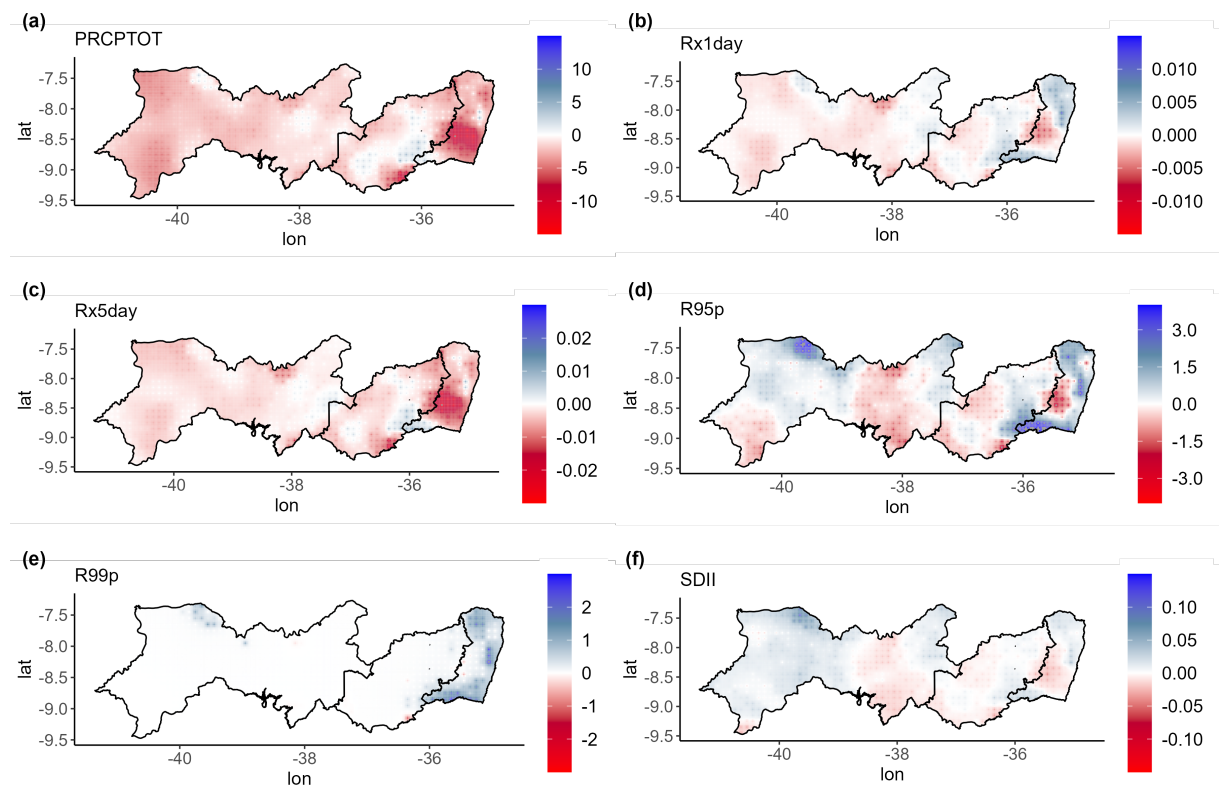 (a)
PRCPTOT
lat
-7.5
-8.0
-8.5
-9.0
-9.5
-40 -38 -36
lon
10
5
0
-5
-10
(b)
Rx1day
lat
-7.5
-8.0
-8.5
-9.0
-9.5
-40 -38 -36
lon
0.010
0.005
0.000
-0.005
-0.010
(c)
Rx5day
lat
-7.5
-8.0
-8.5
-9.0
-9.5
-40 -38 -36
lon
0.02
0.01
0.00
-0.01
-0.02
(d)
R95p
lat
-7.5
-8.0
-8.5
-9.0
-9.5
-40 -38 -36
lon
3.0
1.5
0.0
-1.5
-3.0
(e)
R99p
lat
-7.5
-8.0
-8.5
-9.0
-9.5
-40 -38 -36
lon
2
1
0
-1
-2
(f)
SDII
lat
-7.5
-8.0
-8.5
-9.0
-9.5
-40 -38 -36
lon
0.10
0.05
0.00
-0.05
-0.10